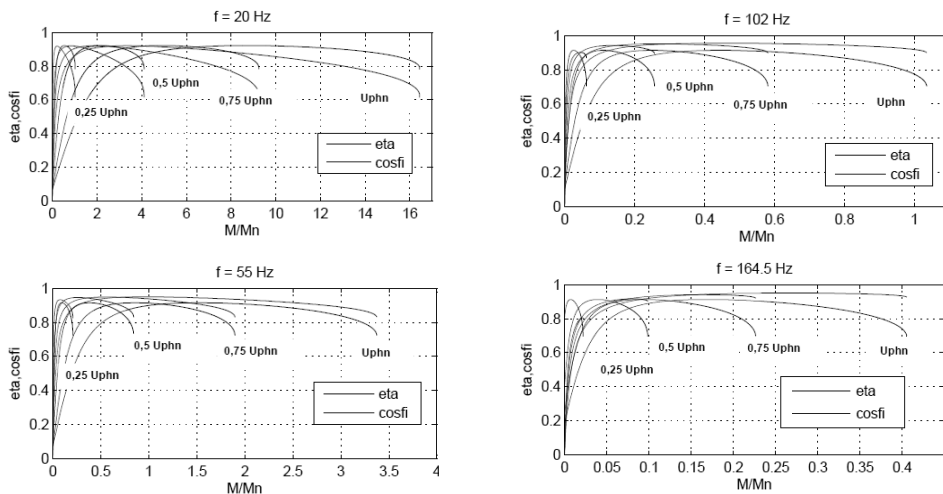 f = 20 Hz
eta,cosfi
1
0.8
0.6
0.4
0.2
0
0,25 Uphn
0,5 Uphn
0,75 Uphn
Uphn
eta
cosfi
0 2 4 6 8 10 12 14 16
M/Mn
f = 102 Hz
eta,cosfi
1
0.8
0.6
0.4
0.2
0
0,25 Uphn
0,5 Uphn
0,75 Uphn
Uphn
eta
cosfi
0 0.2 0.4 0.6 0.8 1
M/Mn
f = 55 Hz
eta,cosfi
1
0.8
0.6
0.4
0.2
0
0,25 Uphn
0,5 Uphn
0,75 Uphn
Uphn
eta
cosfi
0 0.5 1 1.5 2 2.5 3 3.5 4
M/Mn
f = 164.5 Hz
eta,cosfi
1
0.8
0.6
0.4
0.2
0
0,25 Uphn
0,5 Uphn
0,75 Uphn
Uphn
eta
cosfi
0 0.05 0.1 0.15 0.2 0.25 0.3 0.35 0.4
M/Mn